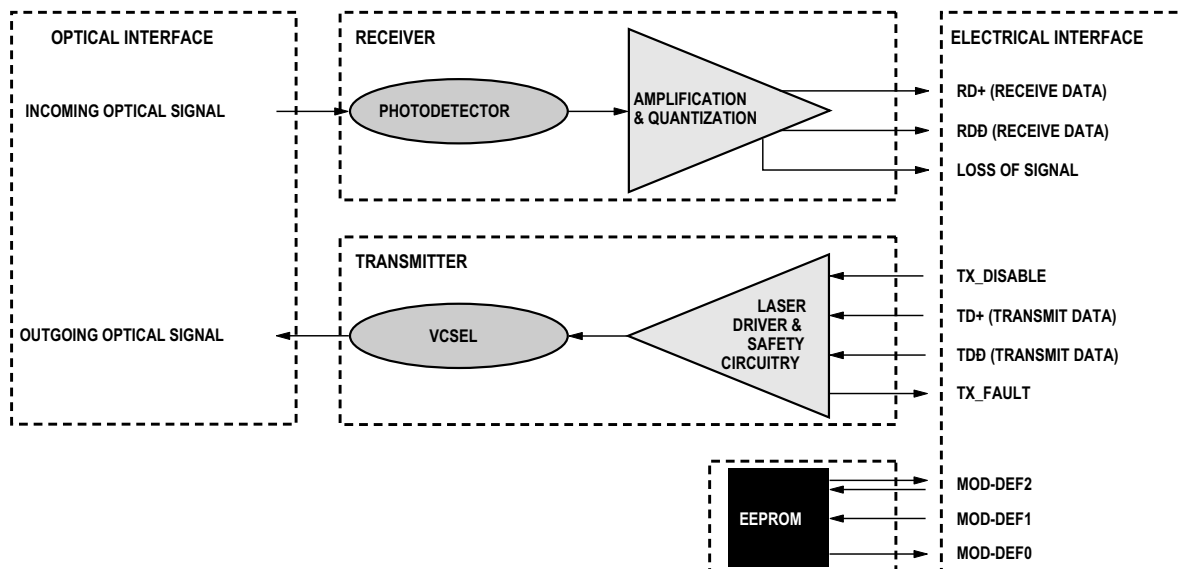 OPTICAL INTERFACE
INCOMING OPTICAL SIGNAL
OUTGOING OPTICAL SIGNAL
RECEIVER
PHOTODETECTOR
AMPLIFICATION
& QUANTIZATION
TRANSMITTER
VCSEL
LASER
DRIVER &
SAFETY
CIRCUITRY
EEPROM
ELECTRICAL INTERFACE
RD+ (RECEIVE DATA)
RDÐ (RECEIVE DATA)
LOSS OF SIGNAL
TX_DISABLE
TD+ (TRANSMIT DATA)
TDÐ (TRANSMIT DATA)
TX_FAULT
MOD-DEF2
MOD-DEF1
MOD-DEF0